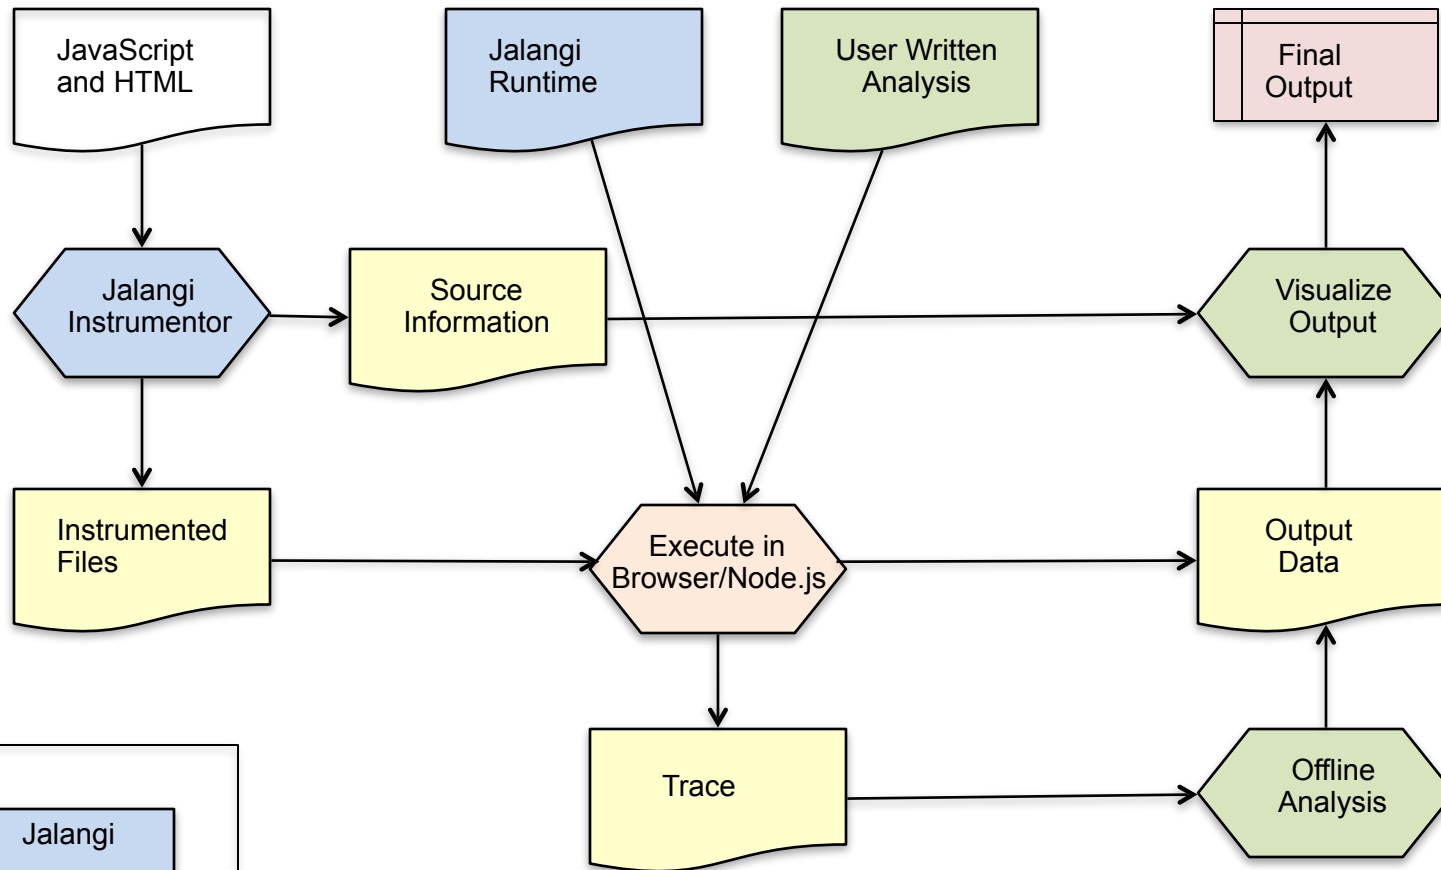 JavaScript
and HTML
Jalangi
Runtime
User Written
Analysis
Final
Output
Jalangi
Instrumentor
Source
Information
Visualize
Output
Instrumented
Files
Execute in
Browser/Node.js
Output
Data
Trace
Offline
Analysis
Jalangi